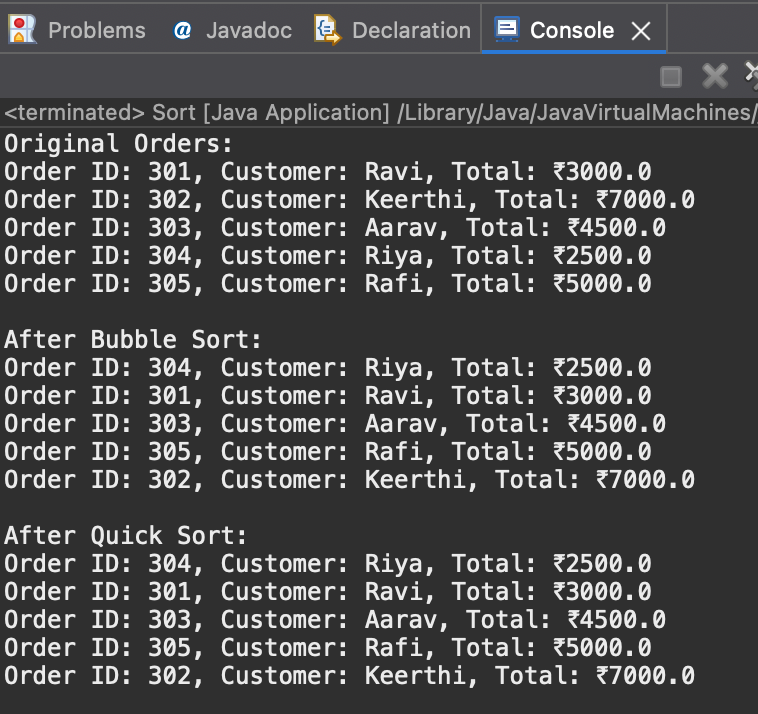 Problems Javadoc Declaration Console
<terminated> Sort [Java Application] /Library/Java/JavaVirtualMachines/
Original Orders:
Order ID: 301, Customer: Ravi, Total: ₹3000.0
Order ID: 302, Customer: Keerthi, Total: ₹7000.0
Order ID: 303, Customer: Aarav, Total: ₹4500.0
Order ID: 304, Customer: Riya, Total: ₹2500.0
Order ID: 305, Customer: Rafi, Total: ₹5000.0

After Bubble Sort:
Order ID: 304, Customer: Riya, Total: ₹2500.0
Order ID: 301, Customer: Ravi, Total: ₹3000.0
Order ID: 303, Customer: Aarav, Total: ₹4500.0
Order ID: 305, Customer: Rafi, Total: ₹5000.0
Order ID: 302, Customer: Keerthi, Total: ₹7000.0

After Quick Sort:
Order ID: 304, Customer: Riya, Total: ₹2500.0
Order ID: 301, Customer: Ravi, Total: ₹3000.0
Order ID: 303, Customer: Aarav, Total: ₹4500.0
Order ID: 305, Customer: Rafi, Total: ₹5000.0
Order ID: 302, Customer: Keerthi, Total: ₹7000.0